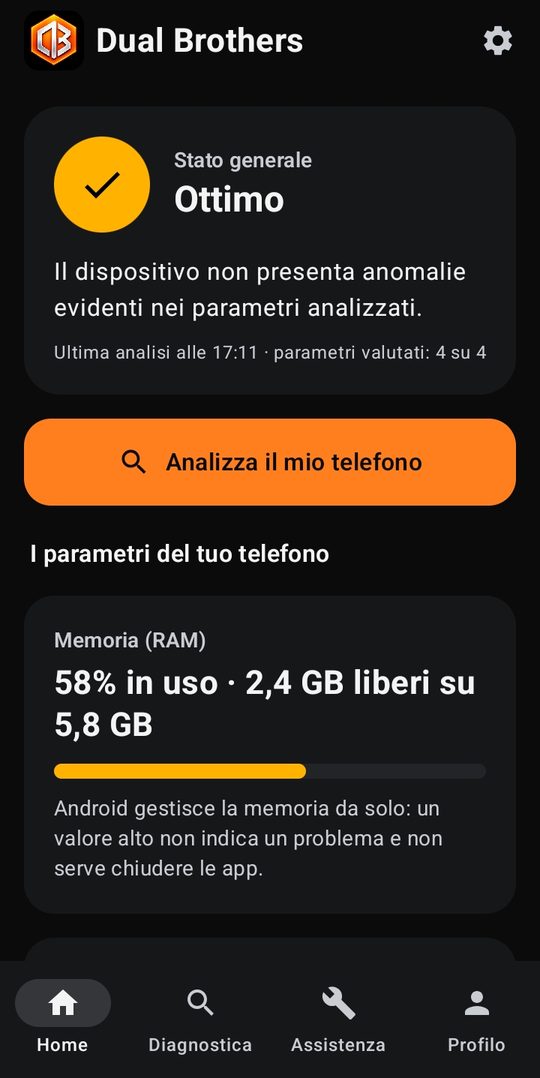 Dual Brothers
Stato generale
Ottimo
Il dispositivo non presenta anomalie
evidenti nei parametri analizzati.
Ultima analisi alle 17:11 · parametri valutati: 4 su 4
Analizza il mio telefono
I parametri del tuo telefono
Memoria (RAM)
58% in uso · 2,4 GB liberi su
5,8 GB
Android gestisce la memoria da solo: un
valore alto non indica un problema e non
serve chiudere le app.
Home
Diagnostica
Assistenza
Profilo